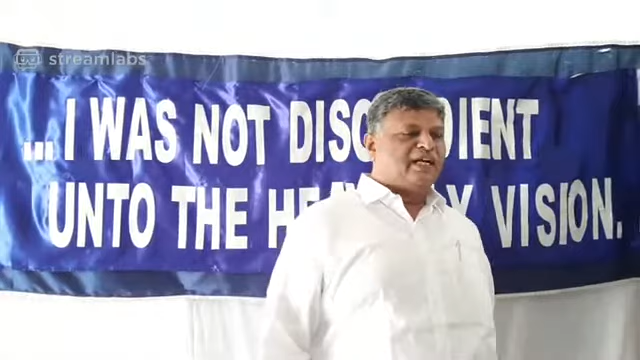 streamlabs
...I WAS NOT
UNTO THE VISION.